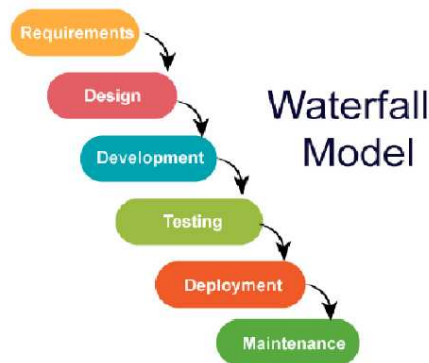 Requirements
Design
Waterfall
Model
Development
Testing
Deployment
Maintenance